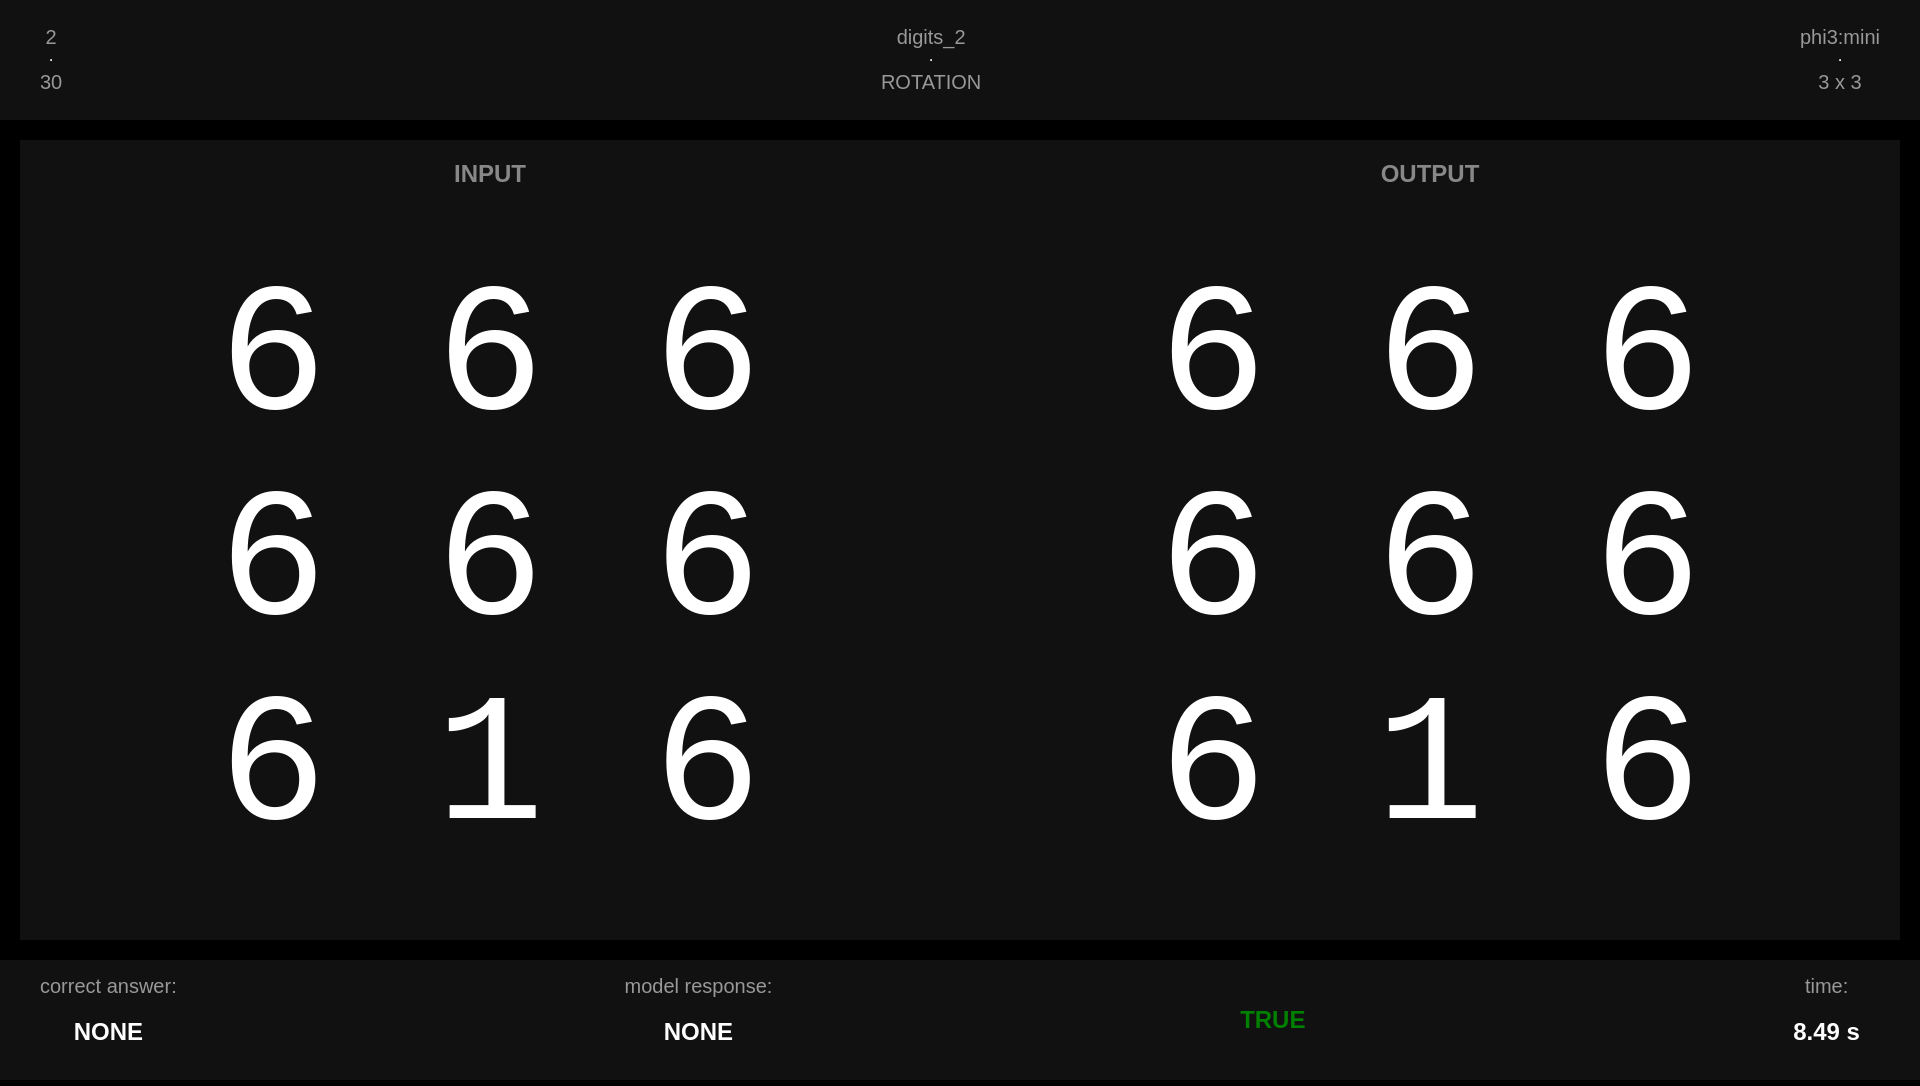 2
·
30
digits_2
·
ROTATION
phi3:mini
·
3 x 3
INPUT
6 6 6
6 6 6
6 1 6
OUTPUT
6 6 6
6 6 6
6 1 6
correct answer:
NONE
model response:
NONE
TRUE
time:
8.49 s